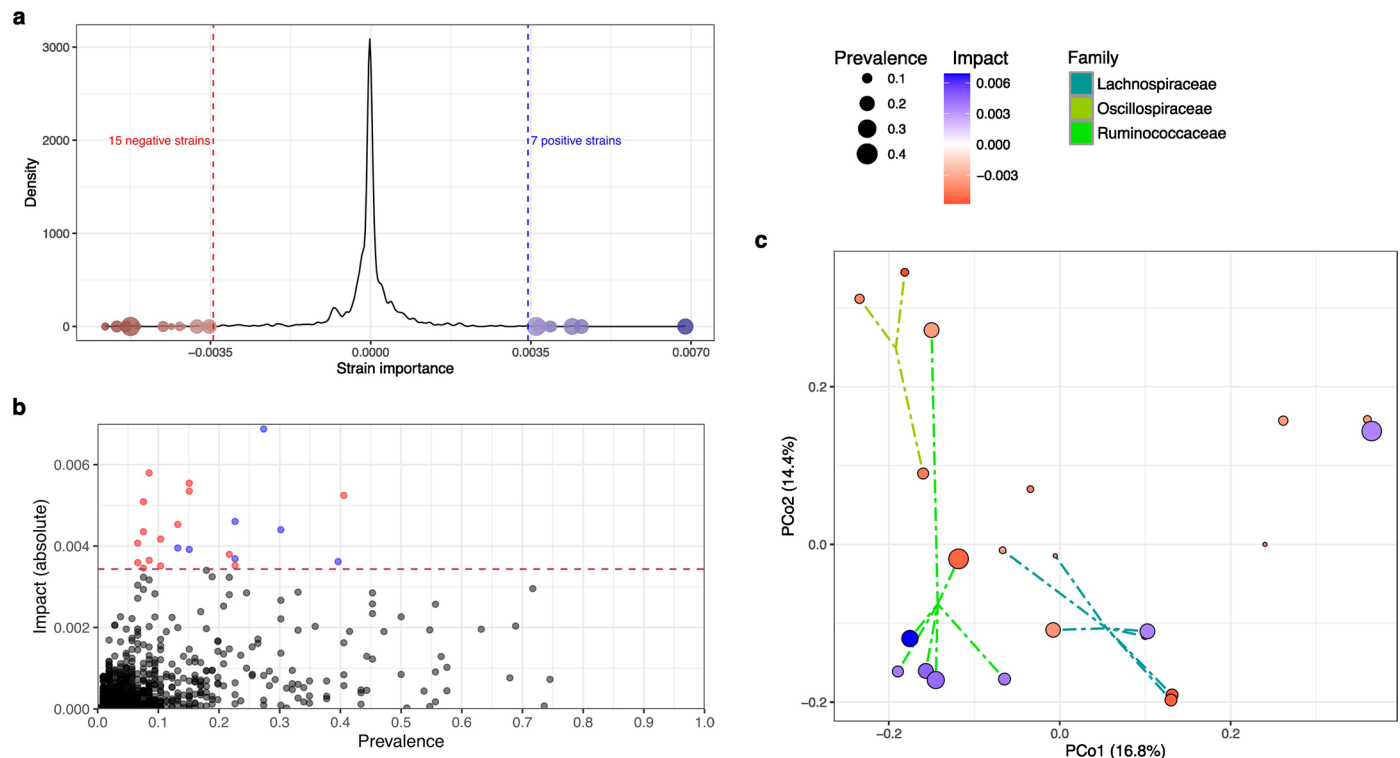 a
3000
2000
1000
0
Density
15 negative strains
7 positive strains
−0.0035
0.0000
0.0035
0.0070
Strain importance
Prevalence
0.1
0.2
0.3
0.4
Impact
0.006
0.003
0.000
−0.003
Family
Lachnospiraceae
Oscillospiraceae
Ruminococcaceae
b
0.006
0.004
0.002
0.000
Impact (absolute)
0.0
0.1
0.2
0.3
0.4
0.5
0.6
0.7
0.8
0.9
1.0
Prevalence
c
0.2
0.0
−0.2
PCo2 (14.4%)
−0.2
0.0
0.2
PCo1 (16.8%)